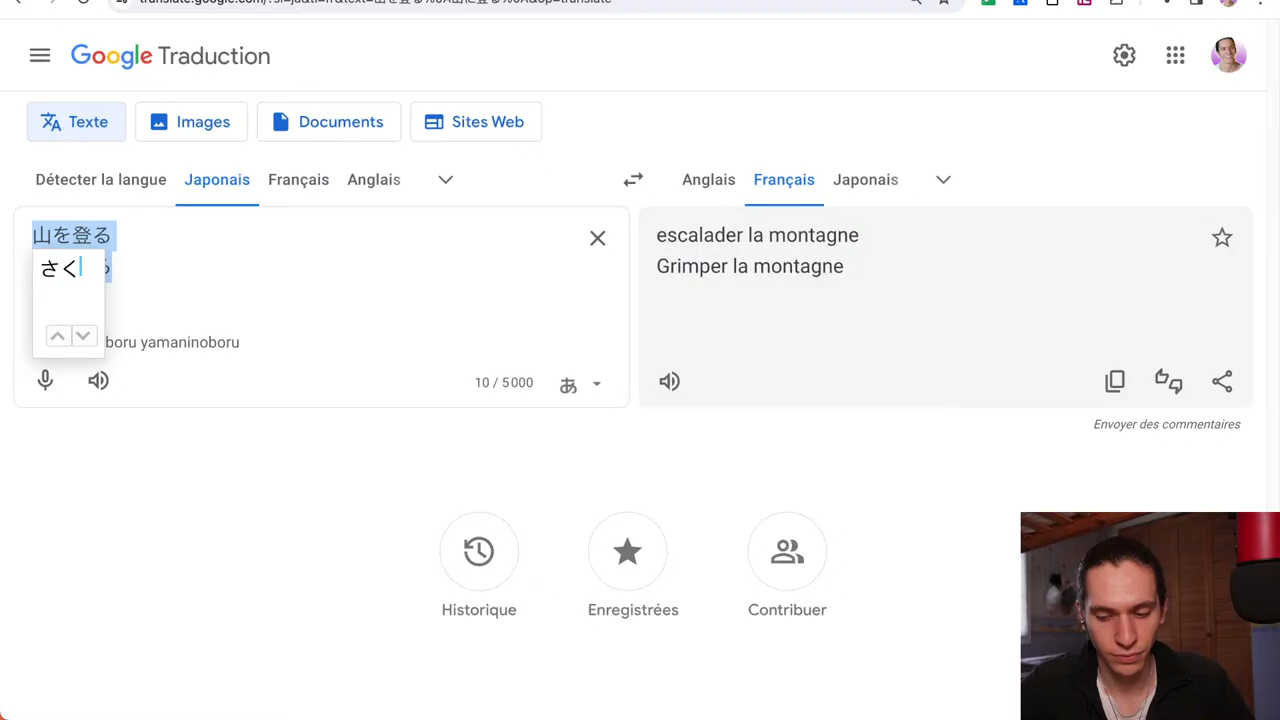 Google Traduction
Texte
Images
Documents
Sites Web
Détecter la langue
Japonais
Français
Anglais
Anglais
Français
Japonais
山を登る
さく
る
boru yamaninoboru
10 / 5000
あ
escalader la montagne
Grimper la montagne
Envoyer des commentaires
Historique
Enregistrées
Contribuer